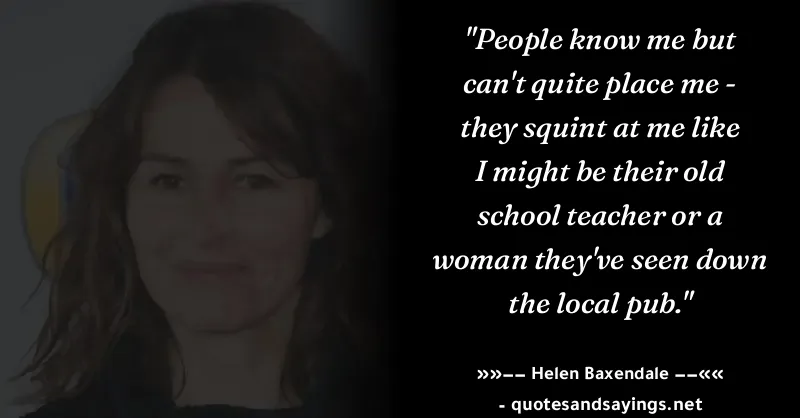 "People know me but
can't quite place me -
they squint at me like
I might be their old
school teacher or a
woman they've seen down
the local pub."
»»−− Helen Baxendale −−««
- quotesandsayings.net